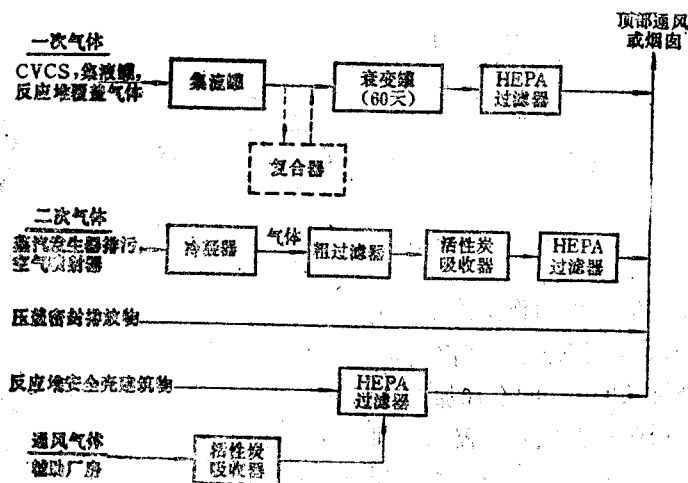 顶部通风
或烟囱
一次气体
CVCS,集液罐,
反应堆覆盖气体
集液罐
衰变罐
(60天)
HEPA
过滤器
复合器
二次气体
蒸汽发生器排污
空气喷射器
冷凝器
气体
粗过滤器
活性炭
吸收器
HEPA
过滤器
压盖密封排放物
反应堆安全壳建筑物
HEPA
过滤器
通风气体
辅助厂房
活性炭
吸收器